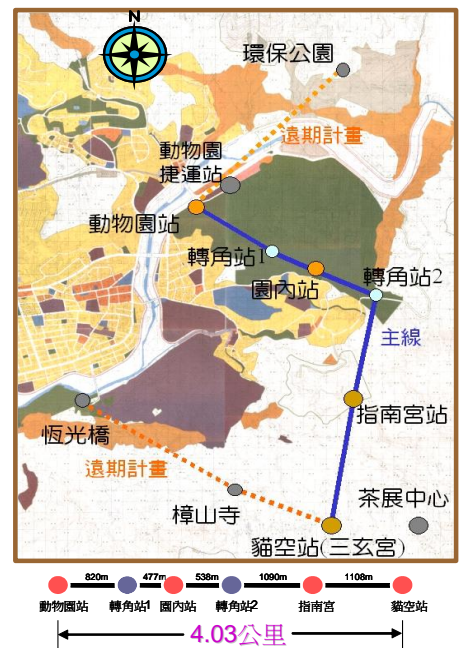 N
環保公園
遠期計畫
動物園
捷運站
動物園站
轉角站1
園內站
轉角站2
主線
指南宮站
恆光橋
遠期計畫
樟山寺
茶展中心
貓空站(三玄宮)
820m 477m 538m 1090m 1108m
動物園站 轉角站1 園內站 轉角站2 指南宮 貓空站
4.03公里